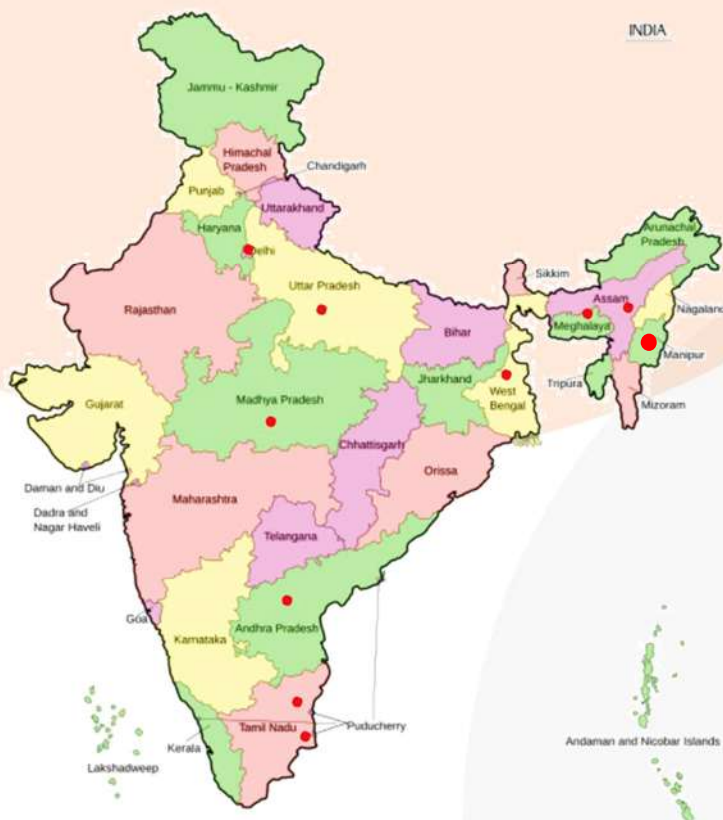 INDIA
Jammu - Kashmir
Himachal
Pradesh
Chandigarh
Punjab
Uttarakhand
Haryana
Delhi
Arunachal
Pradesh
Sikkim
Uttar Pradesh
Assam
Nagaland
Rajasthan
Bihar
Meghalaya
Manipur
Jharkhand
Tripura
West
Bengal
Mizoram
Gujarat
Madhya Pradesh
Chhattisgarh
Orissa
Daman and Diu
Maharashtra
Dadra and
Nagar Haveli
Telangana
Goa
Karnataka
Andhra Pradesh
Tamil Nadu
Puducherry
Kerala
Lakshadweep
Andaman and Nicobar Islands